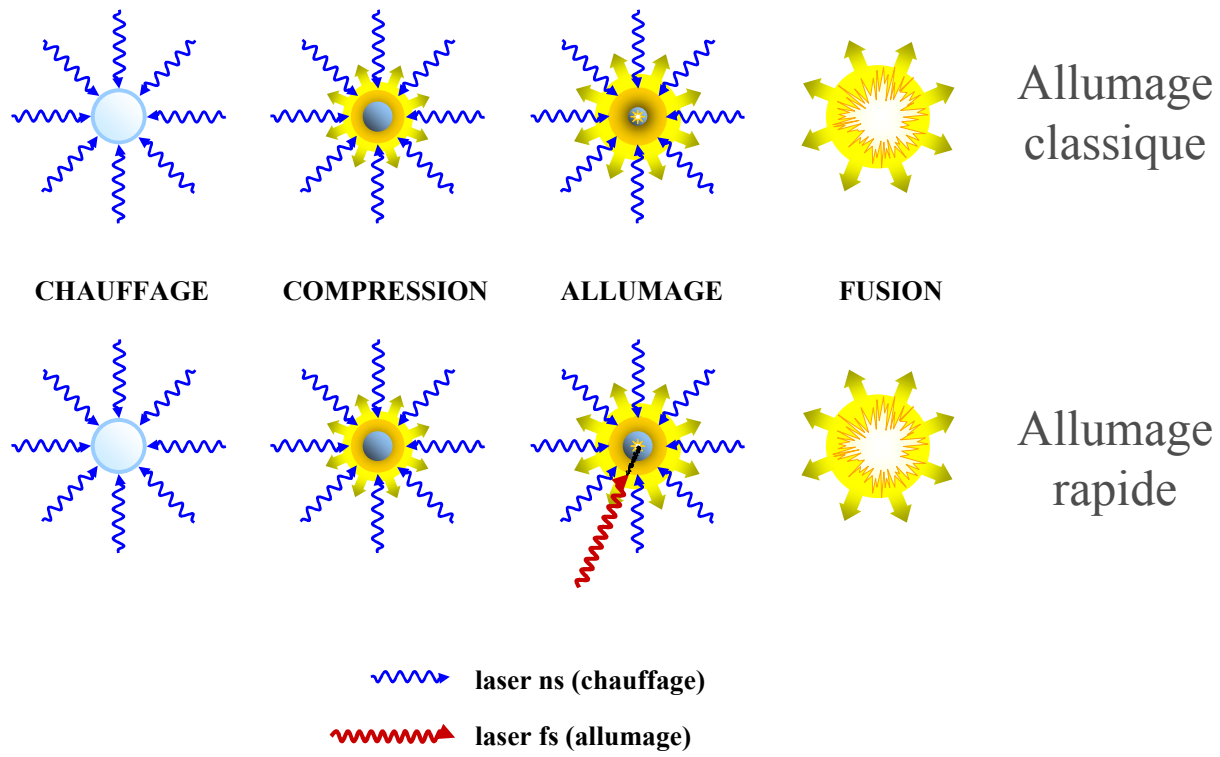 Allumage
classique
CHAUFFAGE COMPRESSION ALLUMAGE FUSION
Allumage
rapide
laser ns (chauffage)
laser fs (allumage)